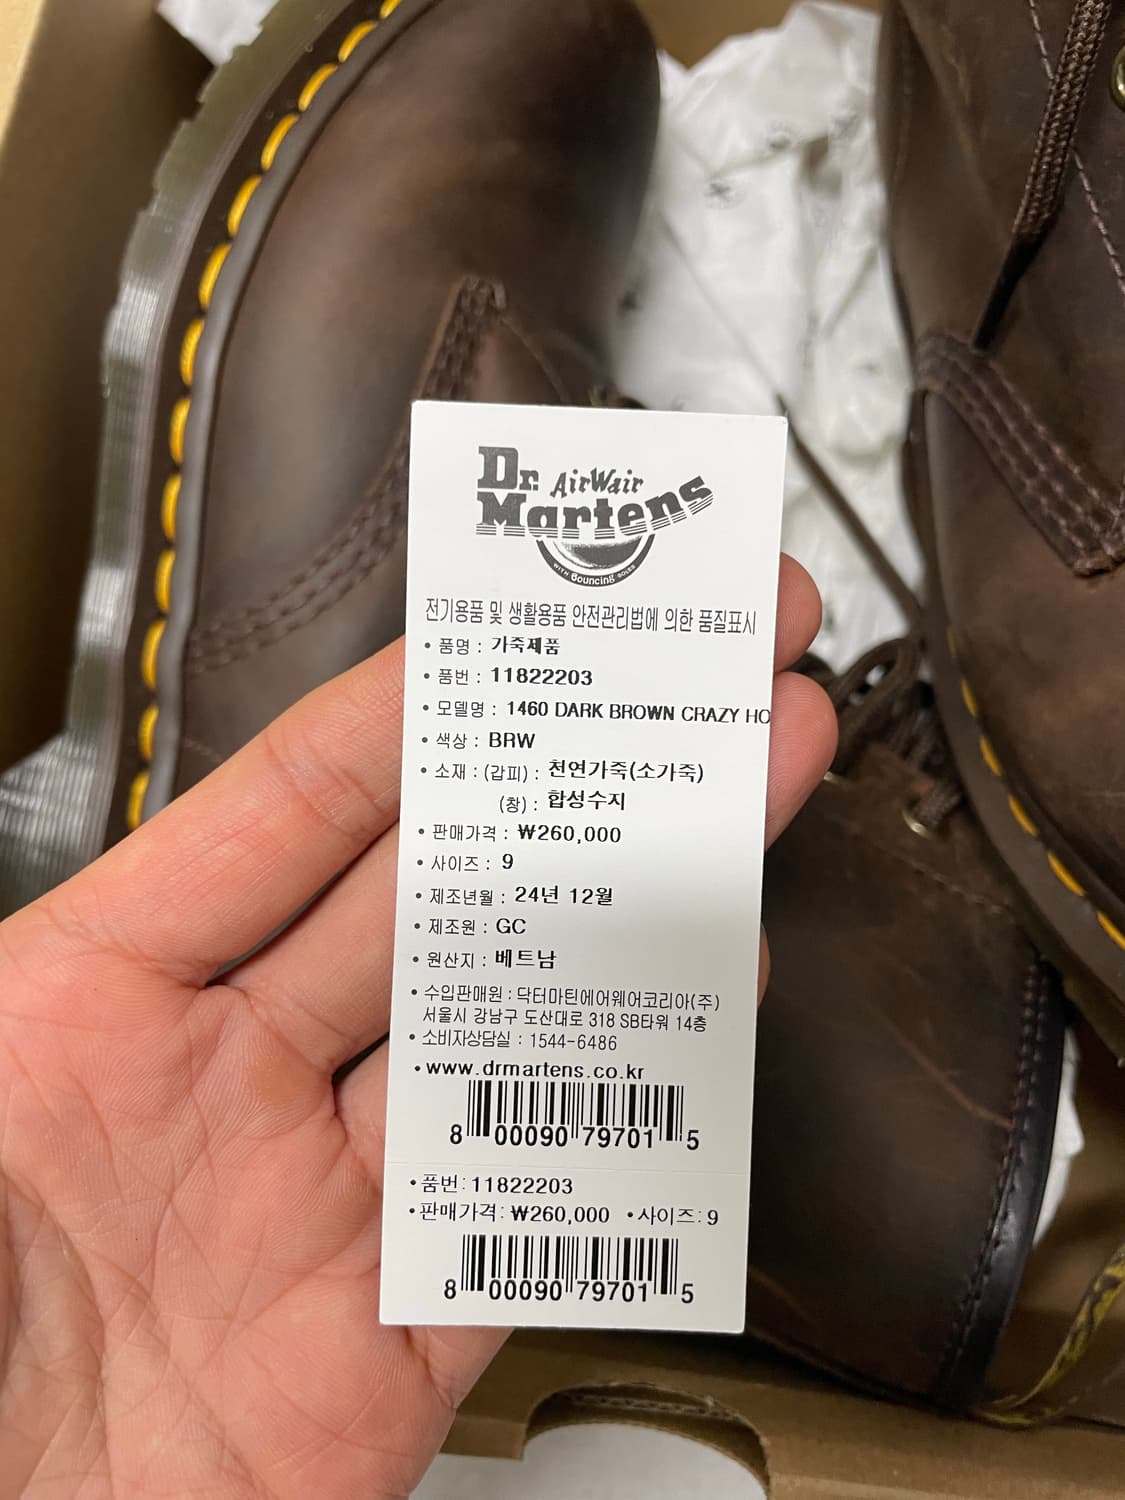 Dr. AirWair
Martens
WITH Bouncing SOLES
전기용품 및 생활용품 안전관리법에 의한 품질표시
• 품명 : 가죽제품
• 품번 : 11822203
• 모델명 : 1460 DARK BROWN CRAZY HO
• 색상 : BRW
• 소재 : (갑피) : 천연가죽(소가죽)
(창) : 합성수지
• 판매가격 : ₩260,000
• 사이즈 : 9
• 제조년월 : 24년 12월
• 제조원 : GC
• 원산지 : 베트남
• 수입판매원 : 닥터마틴에어웨어코리아(주)
서울시 강남구 도산대로 318 SB타워 14층
• 소비자상담실 : 1544-6486
• www.drmartens.co.kr
8 00090 79701 5
• 품번: 11822203
• 판매가격: ₩260,000 • 사이즈: 9
8 00090 79701 5